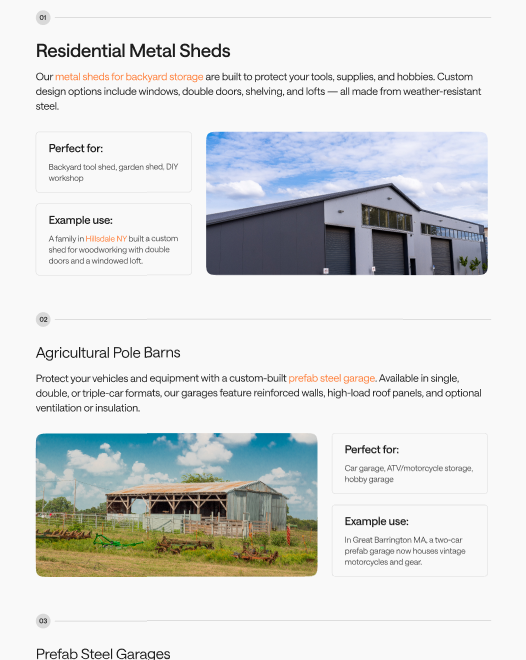 01
Residential Metal Sheds
Our metal sheds for backyard storage are built to protect your tools, supplies, and hobbies. Custom
design options include windows, double doors, shelving, and lofts — all made from weather-resistant
steel.
Perfect for:
Backyard tool shed, garden shed, DIY
workshop
Example use:
A family in Hillsdale NY built a custom
shed for woodworking with double
doors and a windowed loft.
02
Agricultural Pole Barns
Protect your vehicles and equipment with a custom-built prefab steel garage. Available in single,
double, or triple-car formats, our garages feature reinforced walls, high-load roof panels, and optional
ventilation or insulation.
Perfect for:
Car garage, ATV/motorcycle storage,
hobby garage
Example use:
In Great Barrington MA, a two-car
prefab garage now houses vintage
motorcycles and gear.
03
Prefab Steel Garages